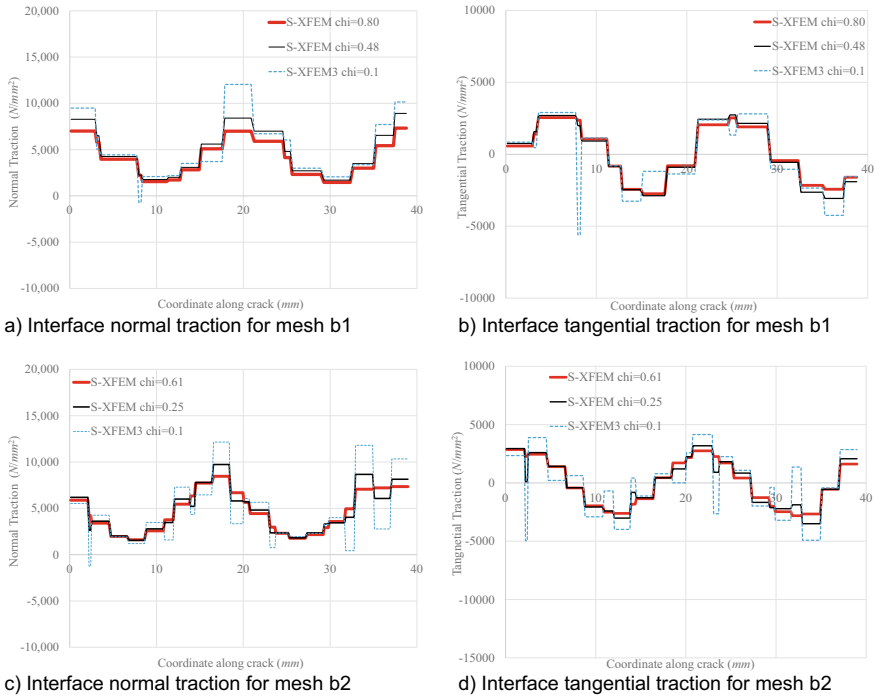 20,000
15,000
10,000
5,000
0
-5,000
-10,000
0
10
20
30
40
Normal Traction (N/mm²)
Coordinate along crack (mm)
S-XFEM chi=0.80
S-XFEM chi=0.48
S-XFEM3 chi=0.1
a) Interface normal traction for mesh b1
10000
5000
0
-5000
-10000
0
10
20
30
40
Tangential Traction (N/mm²)
Coordinate along crack (mm)
S-XFEM chi=0.80
S-XFEM chi=0.48
S-XFEM3 chi=0.1
b) Interface tangential traction for mesh b1
20,000
15,000
10,000
5,000
0
-5,000
-10,000
0
10
20
30
40
Normal Traction (N/mm²)
Coordinate along crack (mm)
S-XFEM chi=0.61
S-XFEM chi=0.25
S-XFEM3 chi=0.1
c) Interface normal traction for mesh b2
10000
5000
0
-5000
-10000
-15000
0
10
20
30
40
Tangnetial Traction (N/mm²)
Coordinate along crack (mm)
S-XFEM chi=0.61
S-XFEM chi=0.25
S-XFEM3 chi=0.1
d) Interface tangential traction for mesh b2